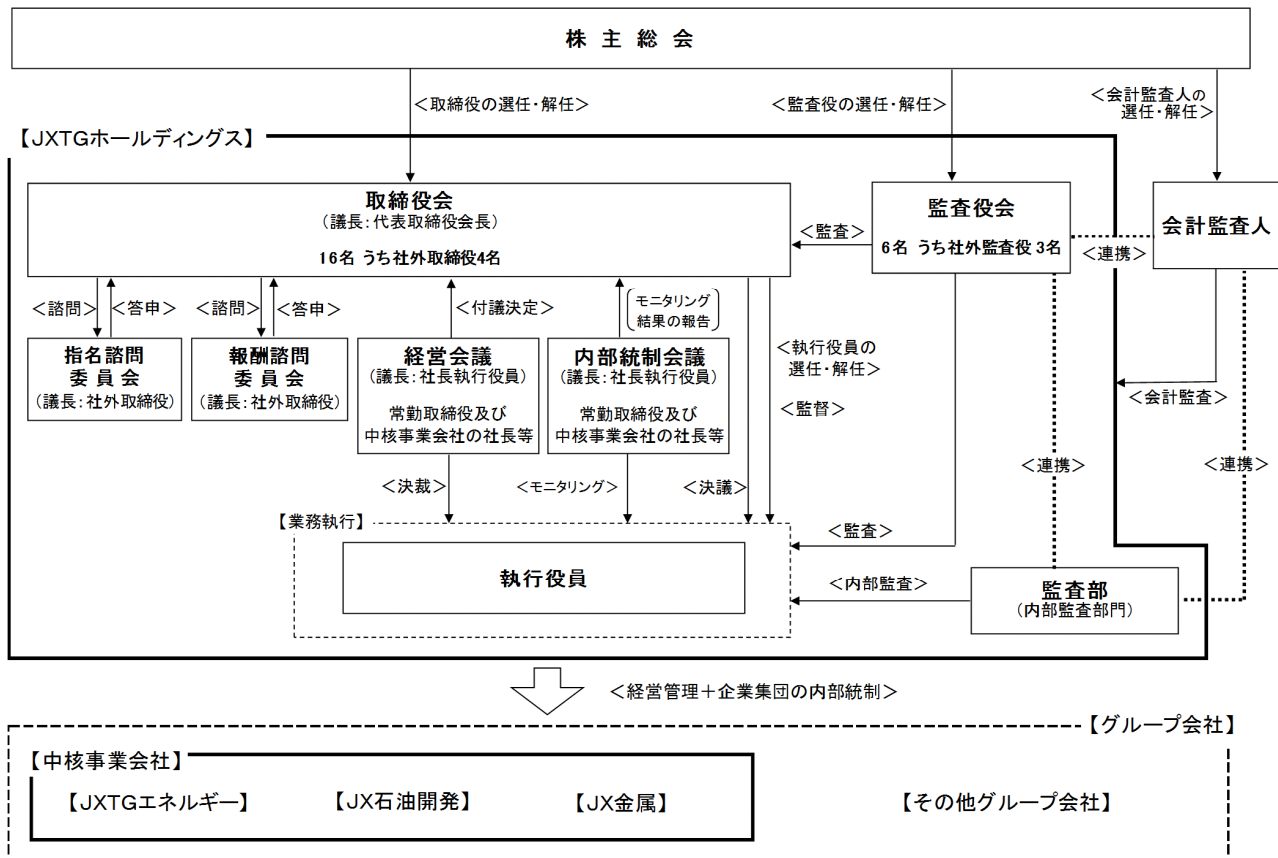 株主総会
＜取締役の選任・解任＞
＜監査役の選任・解任＞
＜会計監査人の
選任・解任＞
【JXTGホールディングス】
取締役会
（議長：代表取締役会長）
16名 うち社外取締役4名
監査役会
6名 うち社外監査役 3名
会計監査人
＜監査＞
＜連携＞
＜諮問＞
＜答申＞
＜諮問＞
＜答申＞
＜付議決定＞
モニタリング
結果の報告
指名諮問
委員会
（議長：社外取締役）
報酬諮問
委員会
（議長：社外取締役）
経営会議
（議長：社長執行役員）
常勤取締役及び
中核事業会社の社長等
内部統制会議
（議長：社長執行役員）
常勤取締役及び
中核事業会社の社長等
＜執行役員の
選任・解任＞
＜監督＞
＜会計監査＞
＜連携＞
＜連携＞
＜決裁＞
＜モニタリング＞
＜決議＞
【業務執行】
執行役員
＜監査＞
＜内部監査＞
監査部
（内部監査部門）
＜経営管理＋企業集団の内部統制＞
【グループ会社】
【中核事業会社】
【JXTGエネルギー】
【JX石油開発】
【JX金属】
【その他グループ会社】